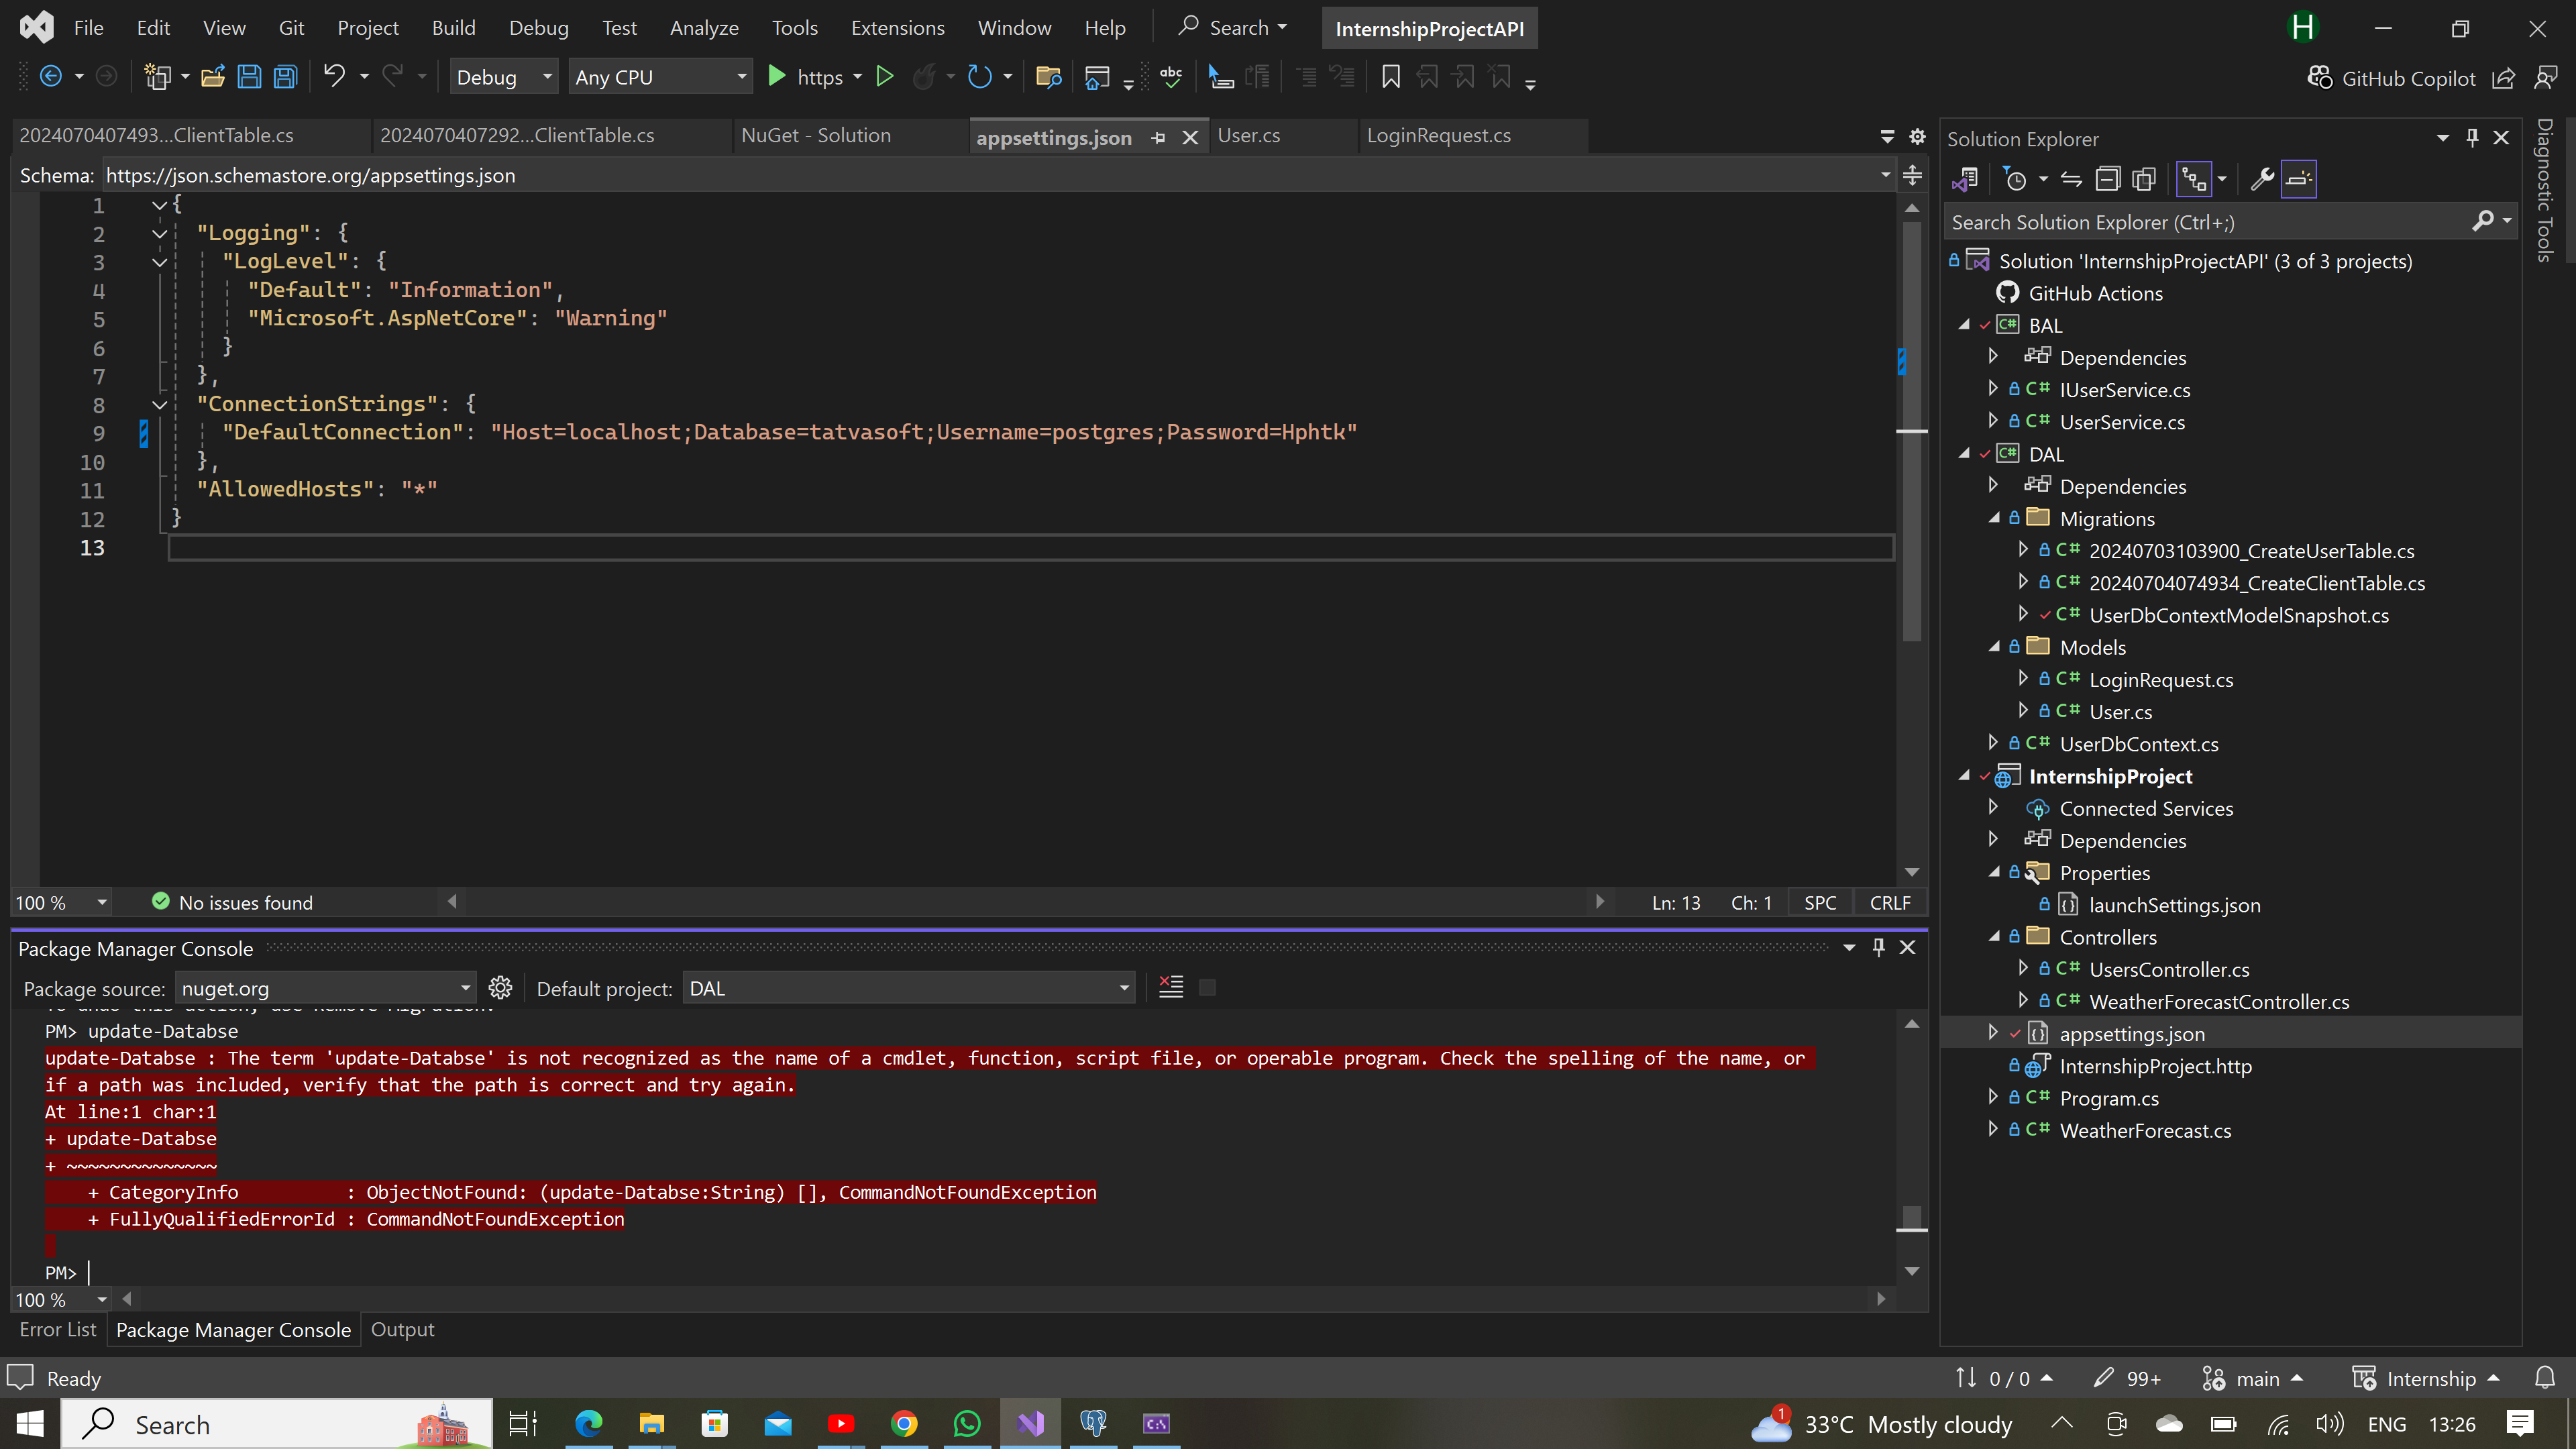 File Edit View Git Project Build Debug Test Analyze Tools Extensions Window Help Search InternshipProjectAPI H
Debug Any CPU https abc GitHub Copilot
2024070407493...ClientTable.cs 2024070407292...ClientTable.cs NuGet - Solution appsettings.json User.cs LoginRequest.cs
Schema: https://json.schemastore.org/appsettings.json
1 {
2 "Logging": {
3 "LogLevel": {
4 "Default": "Information",
5 "Microsoft.AspNetCore": "Warning"
6 }
7 },
8 "ConnectionStrings": {
9 "DefaultConnection": "Host=localhost;Database=tatvasoft;Username=postgres;Password=Hphtk"
10 },
11 "AllowedHosts": "*"
12 }
13
100 % No issues found Ln: 13 Ch: 1 SPC CRLF
Package Manager Console
Package source: nuget.org Default project: DAL
To undo this action, use Remove-Migration.
PM> update-Databse
update-Databse : The term 'update-Databse' is not recognized as the name of a cmdlet, function, script file, or operable program. Check the spelling of the name, or
if a path was included, verify that the path is correct and try again.
At line:1 char:1
+ update-Databse
+ ~~~~~~~~~~~~~~
+ CategoryInfo : ObjectNotFound: (update-Databse:String) [], CommandNotFoundException
+ FullyQualifiedErrorId : CommandNotFoundException
PM>
100 %
Error List Package Manager Console Output
Solution Explorer
Search Solution Explorer (Ctrl+;)
Solution 'InternshipProjectAPI' (3 of 3 projects)
GitHub Actions
C# BAL
Dependencies
C# IUserService.cs
C# UserService.cs
C# DAL
Dependencies
Migrations
C# 20240703103900_CreateUserTable.cs
C# 20240704074934_CreateClientTable.cs
C# UserDbContextModelSnapshot.cs
Models
C# LoginRequest.cs
C# User.cs
C# UserDbContext.cs
InternshipProject
Connected Services
Dependencies
Properties
launchSettings.json
Controllers
C# UsersController.cs
C# WeatherForecastController.cs
appsettings.json
InternshipProject.http
C# Program.cs
C# WeatherForecast.cs
Diagnostic Tools
Ready 0 / 0 99+ main Internship
Search 1 33°C Mostly cloudy ENG 13:26